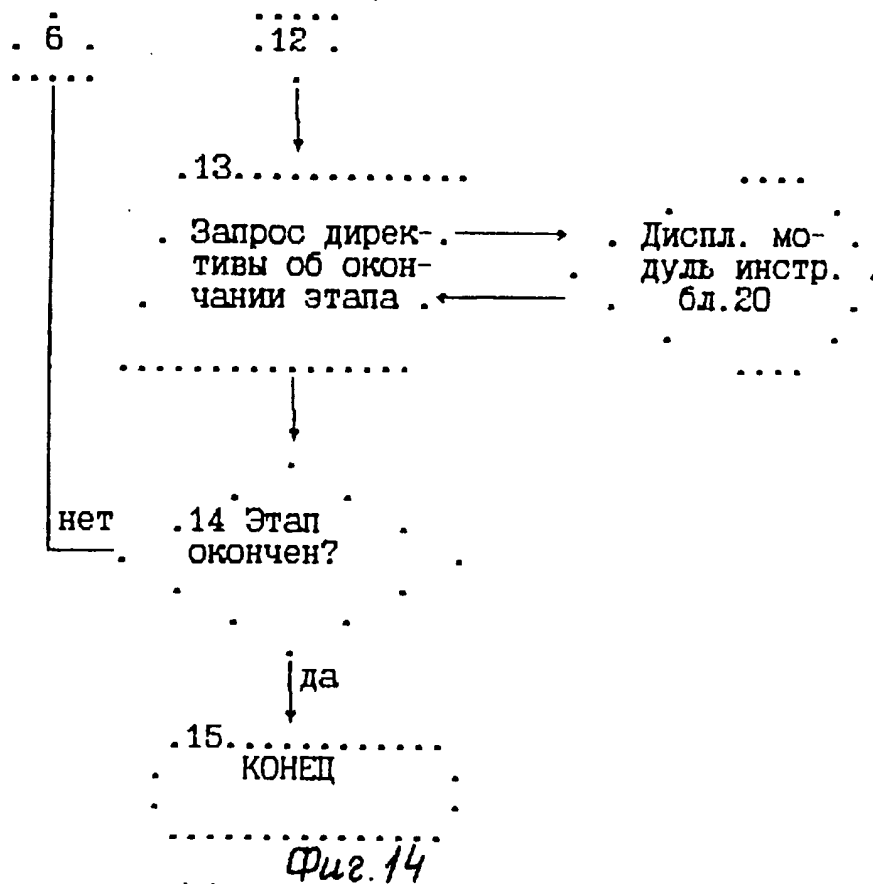 6
12
13
Запрос дирек-
тивы об окон-
чании этапа
Диспл. мо-
дуль инстр.
бл.20
нет
14 Этап
окончен?
да
15
КОНЕЦ
Фиг.14